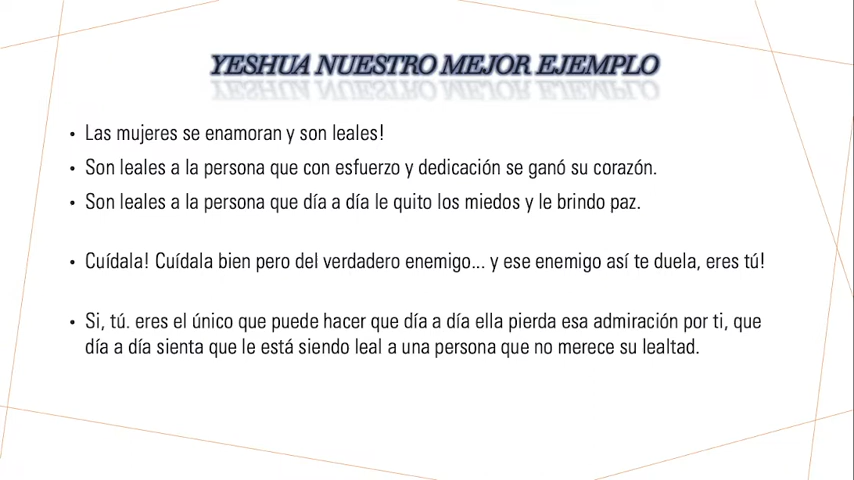 YESHUA NUESTRO MEJOR EJEMPLO
• Las mujeres se enamoran y son leales!
• Son leales a la persona que con esfuerzo y dedicación se ganó su corazón.
• Son leales a la persona que día a día le quito los miedos y le brindo paz.
• Cuídala! Cuídala bien pero del verdadero enemigo... y ese enemigo así te duela, eres tú!
• Si, tú. eres el único que puede hacer que día a día ella pierda esa admiración por ti, que
día a día sienta que le está siendo leal a una persona que no merece su lealtad.